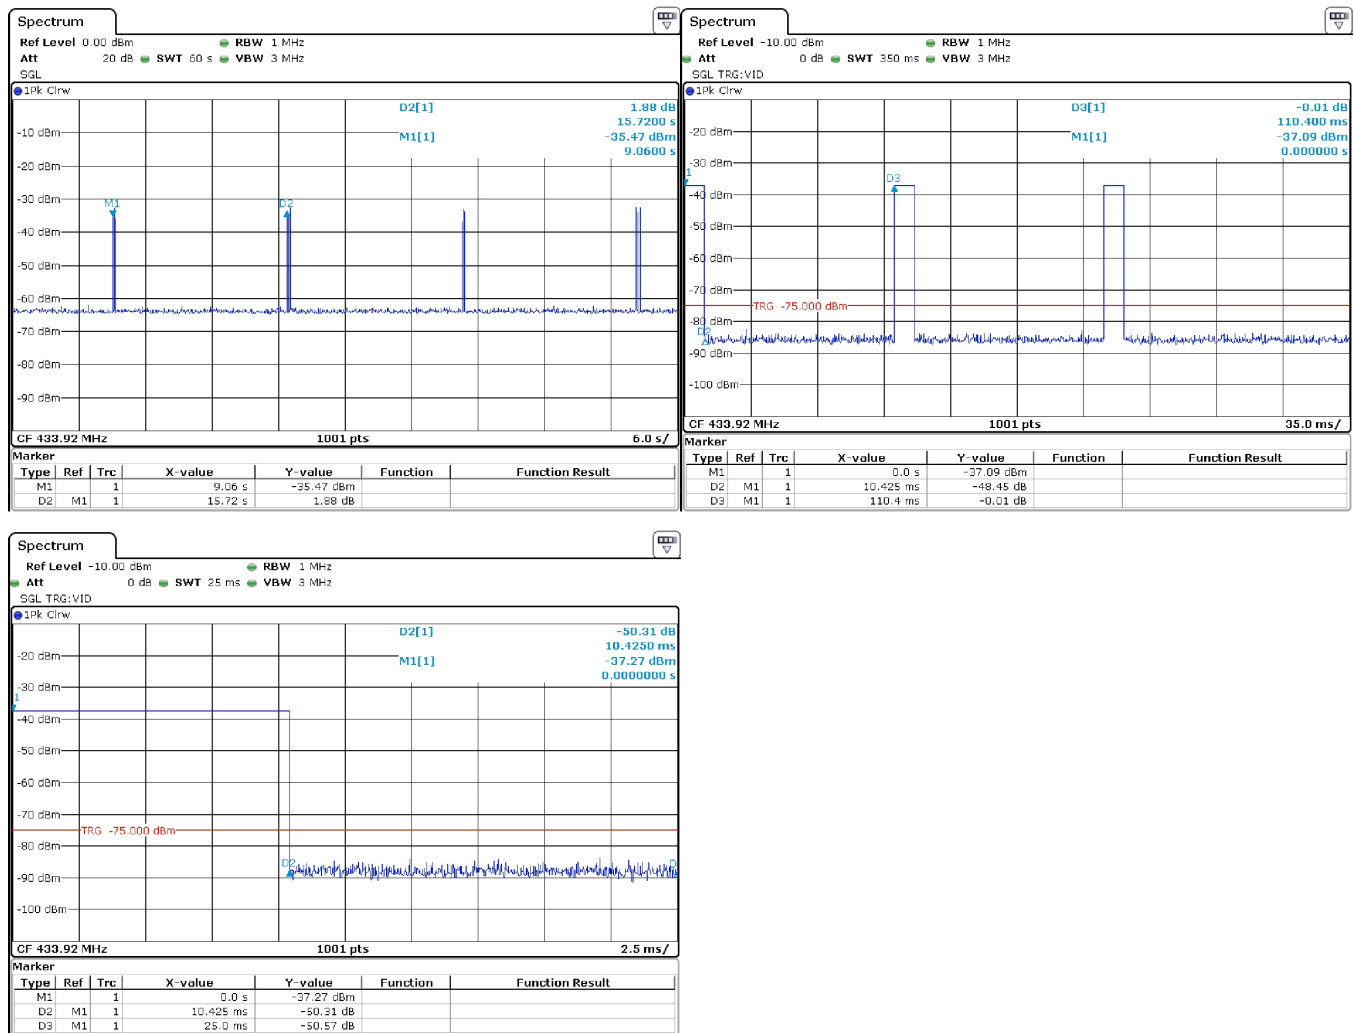 Spectrum
Ref Level 0.00 dBm RBW 1 MHz
Att 20 dB SWT 60 s VBW 3 MHz
SGL
1Pk Clrw
D2[1] 1.88 dB
15.7200 s
M1[1] -35.47 dBm
9.0600 s
-10 dBm
-20 dBm
-30 dBm
M1 D2
-40 dBm
-50 dBm
-60 dBm
-70 dBm
-80 dBm
-90 dBm
CF 433.92 MHz 1001 pts 6.0 s/
Marker
Type Ref Trc X-value Y-value Function Function Result
M1 1 9.06 s -35.47 dBm
D2 M1 1 15.72 s 1.88 dB
Spectrum
Ref Level -10.00 dBm RBW 1 MHz
Att 0 dB SWT 350 ms VBW 3 MHz
SGL TRG:VID
1Pk Clrw
D3[1] -0.01 dB
110.400 ms
M1[1] -37.09 dBm
0.000000 s
-20 dBm
-30 dBm
1 D3
-40 dBm
-50 dBm
-60 dBm
-70 dBm
TRG -75.000 dBm
-80 dBm
D2
-90 dBm
-100 dBm
CF 433.92 MHz 1001 pts 35.0 ms/
Marker
Type Ref Trc X-value Y-value Function Function Result
M1 1 0.0 s -37.09 dBm
D2 M1 1 10.425 ms -48.45 dB
D3 M1 1 110.4 ms -0.01 dB
Spectrum
Ref Level -10.00 dBm RBW 1 MHz
Att 0 dB SWT 25 ms VBW 3 MHz
SGL TRG:VID
1Pk Clrw
D2[1] -50.31 dB
10.4250 ms
M1[1] -37.27 dBm
0.0000000 s
-20 dBm
-30 dBm
1
-40 dBm
-50 dBm
-60 dBm
-70 dBm
TRG -75.000 dBm
-80 dBm
D2 D
-90 dBm
-100 dBm
CF 433.92 MHz 1001 pts 2.5 ms/
Marker
Type Ref Trc X-value Y-value Function Function Result
M1 1 0.0 s -37.27 dBm
D2 M1 1 10.425 ms -50.31 dB
D3 M1 1 25.0 ms -50.57 dB